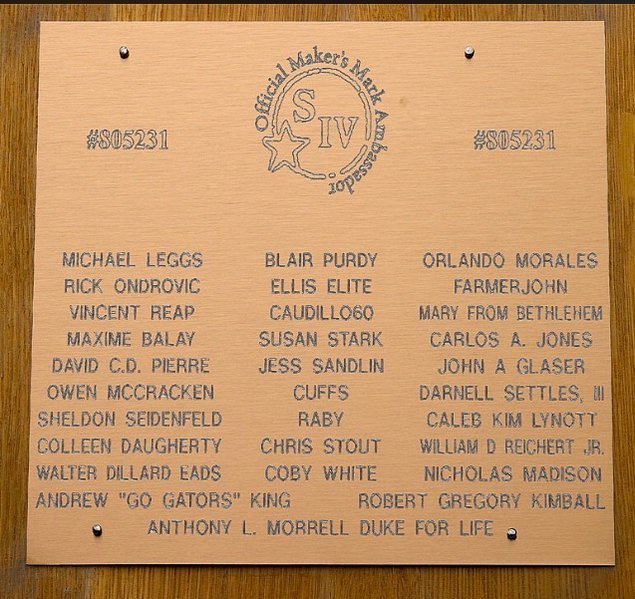 Official Maker's Mark Ambassador
S IV
#805231 #805231
MICHAEL LEGGS BLAIR PURDY ORLANDO MORALES
RICK ONDROVIC ELLIS ELITE FARMERJOHN
VINCENT REAP CAUDILLO60 MARY FROM BETHLEHEM
MAXIME BALAY SUSAN STARK CARLOS A. JONES
DAVID C.D. PIERRE JESS SANDLIN JOHN A GLASER
OWEN MCCRACKEN CUFFS DARNELL SETTLES, III
SHELDON SEIDENFELD RABY CALEB KIM LYNOTT
COLLEEN DAUGHERTY CHRIS STOUT WILLIAM D REICHERT JR.
WALTER DILLARD EADS COBY WHITE NICHOLAS MADISON
ANDREW "GO GATORS" KING ROBERT GREGORY KIMBALL
ANTHONY L. MORRELL DUKE FOR LIFE